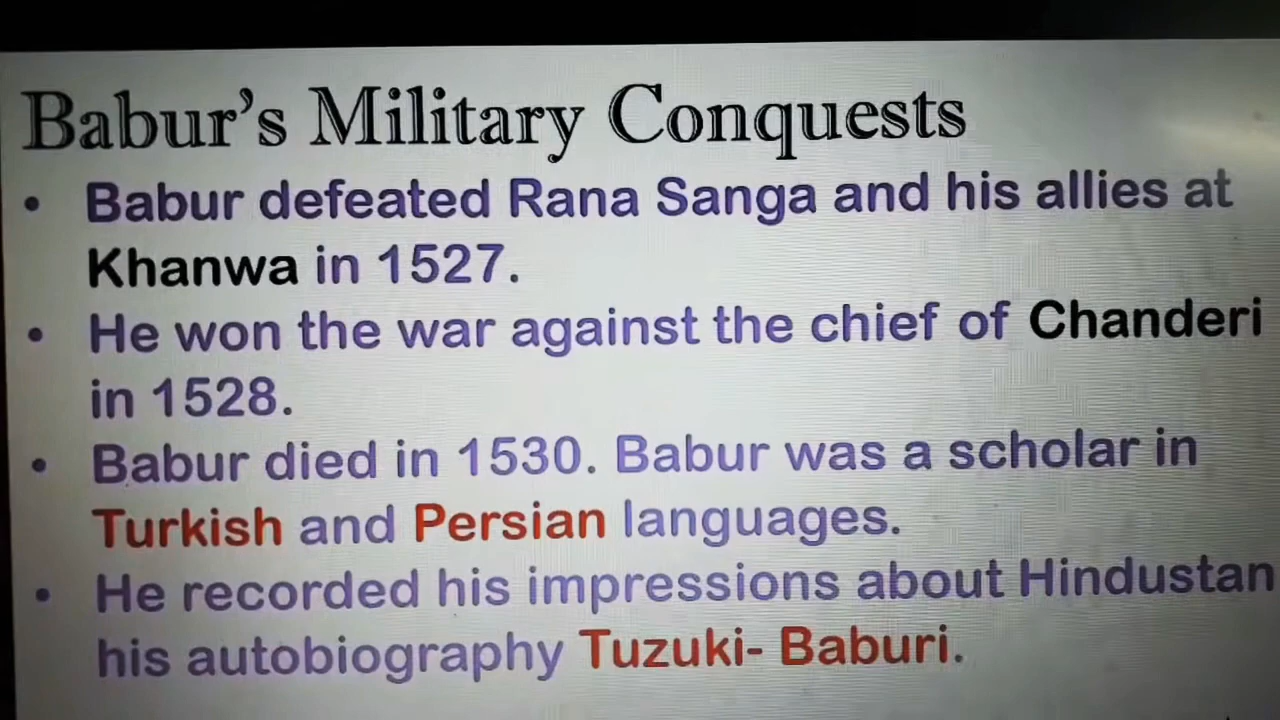 Babur's Military Conquests
• Babur defeated Rana Sanga and his allies at
Khanwa in 1527.
• He won the war against the chief of Chanderi
in 1528.
• Babur died in 1530. Babur was a scholar in
Turkish and Persian languages.
• He recorded his impressions about Hindustan
his autobiography Tuzuki- Baburi.